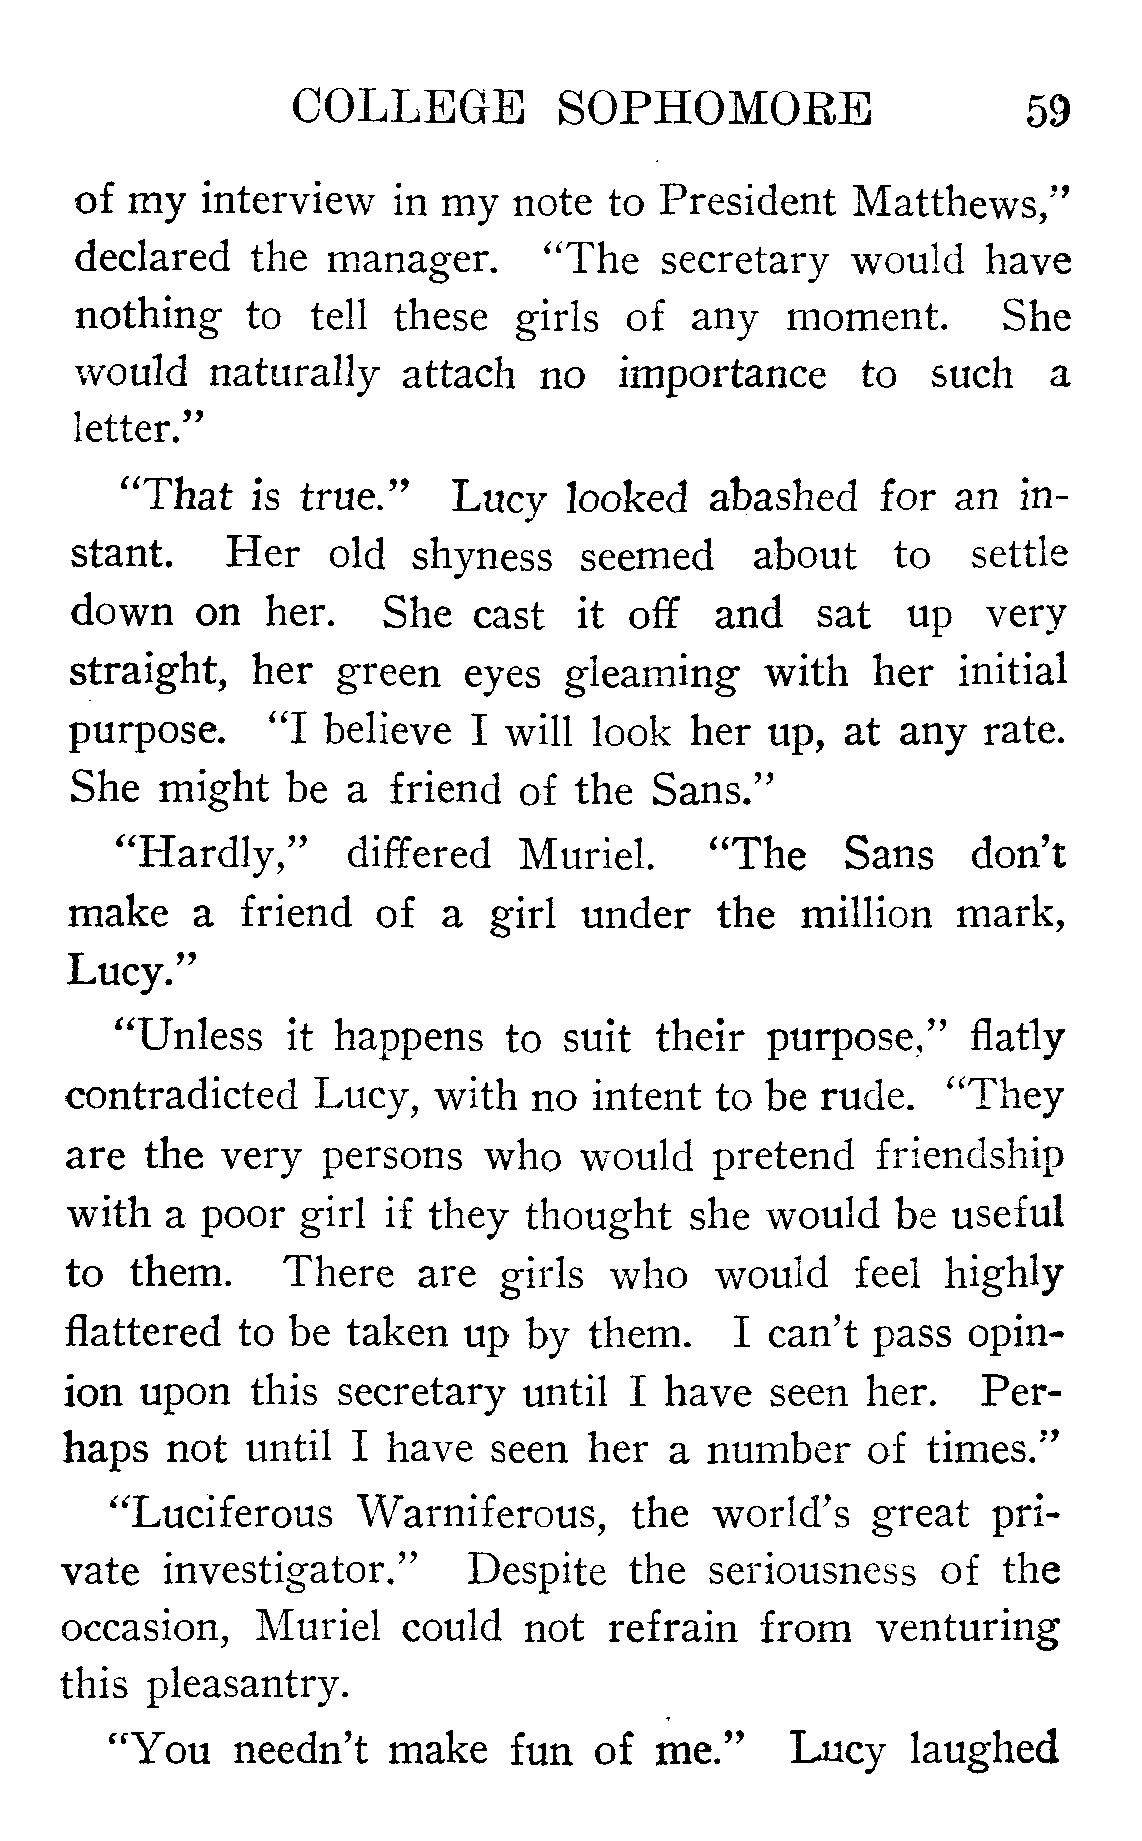 COLLEGE SOPHOMORE 59
of my interview in my note to President Matthews,”
declared the manager. “The secretary would have
nothing to tell these girls of any moment. She
would naturally attach no importance to such a
letter.”
“That is true.” Lucy looked abashed for an in-
stant. Her old shyness seemed about to settle
down on her. She cast it off and sat up very
straight, her green eyes gleaming with her initial
purpose. “I believe I will look her up, at any rate.
She might be a friend of the Sans.”
“Hardly,” differed Muriel. “The Sans don’t
make a friend of a girl under the million mark,
Lucy.”
“Unless it happens to suit their purpose,” flatly
contradicted Lucy, with no intent to be rude. “They
are the very persons who would pretend friendship
with a poor girl if they thought she would be useful
to them. There are girls who would feel highly
flattered to be taken up by them. I can’t pass opin-
ion upon this secretary until I have seen her. Per-
haps not until I have seen her a number of times.”
“Luciferous Warniferous, the world’s great pri-
vate investigator.” Despite the seriousness of the
occasion, Muriel could not refrain from venturing
this pleasantry.
“You needn’t make fun of me.” Lucy laughed